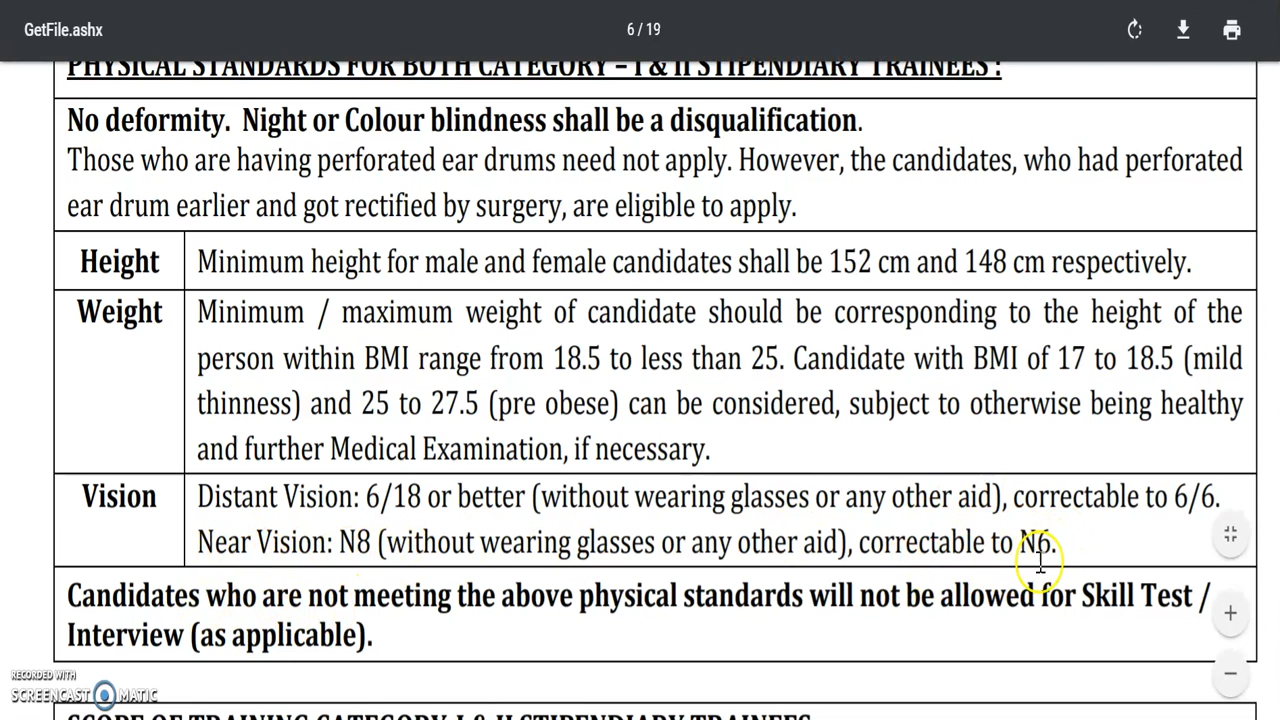 GetFile.ashx
6 / 19
PHYSICAL STANDARDS FOR BOTH CATEGORY – I & II STIPENDIARY TRAINEES :
No deformity. Night or Colour blindness shall be a disqualification.
Those who are having perforated ear drums need not apply. However, the candidates, who had perforated
ear drum earlier and got rectified by surgery, are eligible to apply.
Height
Minimum height for male and female candidates shall be 152 cm and 148 cm respectively.
Weight
Minimum / maximum weight of candidate should be corresponding to the height of the
person within BMI range from 18.5 to less than 25. Candidate with BMI of 17 to 18.5 (mild
thinness) and 25 to 27.5 (pre obese) can be considered, subject to otherwise being healthy
and further Medical Examination, if necessary.
Vision
Distant Vision: 6/18 or better (without wearing glasses or any other aid), correctable to 6/6.
Near Vision: N8 (without wearing glasses or any other aid), correctable to N6.
Candidates who are not meeting the above physical standards will not be allowed for Skill Test /
Interview (as applicable).
RECORDED WITH
SCREENCAST MATIC
SCOPE OF TRAINING CATEGORY-I & II STIPENDIARY TRAINEES